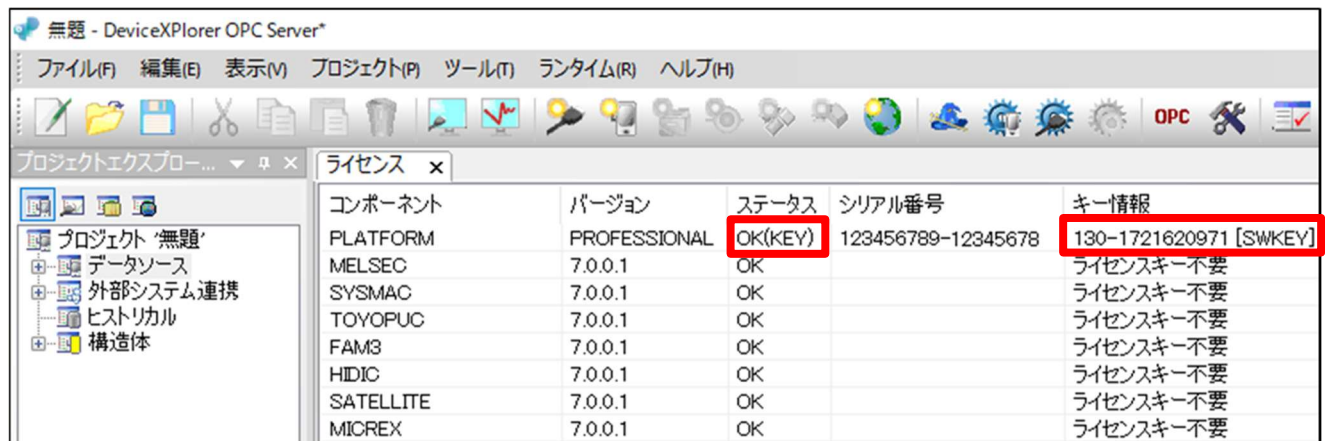 無題 - DeviceXPlorer OPC Server*
ファイル(F) 編集(E) 表示(V) プロジェクト(P) ツール(T) ランタイム(R) ヘルプ(H)
OPC
プロジェクトエクスプロー...
ライセンス x
コンポーネント バージョン ステータス シリアル番号 キー情報
PLATFORM PROFESSIONAL OK(KEY) 123456789-12345678 130-1721620971 [SWKEY]
MELSEC 7.0.0.1 OK ライセンスキー不要
SYSMAC 7.0.0.1 OK ライセンスキー不要
TOYOPUC 7.0.0.1 OK ライセンスキー不要
FAM3 7.0.0.1 OK ライセンスキー不要
HIDIC 7.0.0.1 OK ライセンスキー不要
SATELLITE 7.0.0.1 OK ライセンスキー不要
MICREX 7.0.0.1 OK ライセンスキー不要
プロジェクト '無題'
データソース
外部システム連携
ヒストリカル
構造体